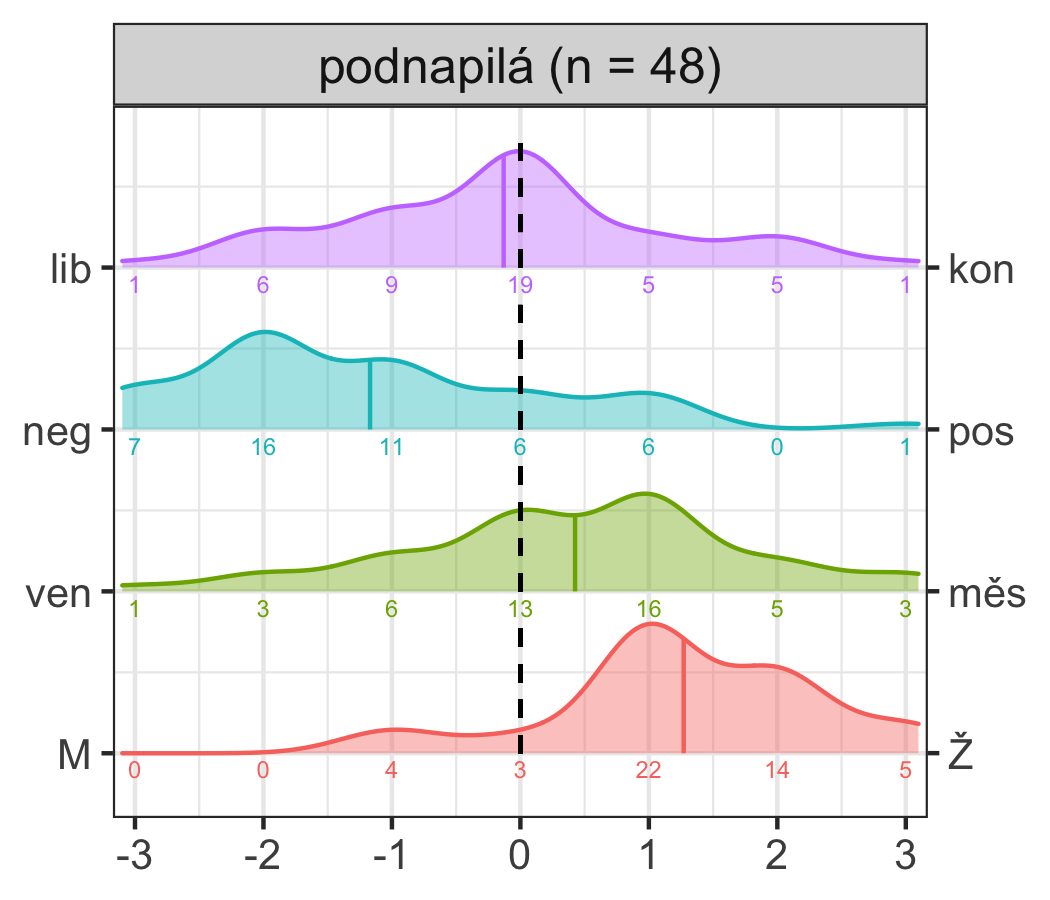 podnapilá (n = 48)
lib kon
1 6 9 19 5 5 1
neg pos
7 16 11 6 6 0 1
ven měs
1 3 6 13 16 5 3
M Ž
0 0 4 3 22 14 5
-3 -2 -1 0 1 2 3